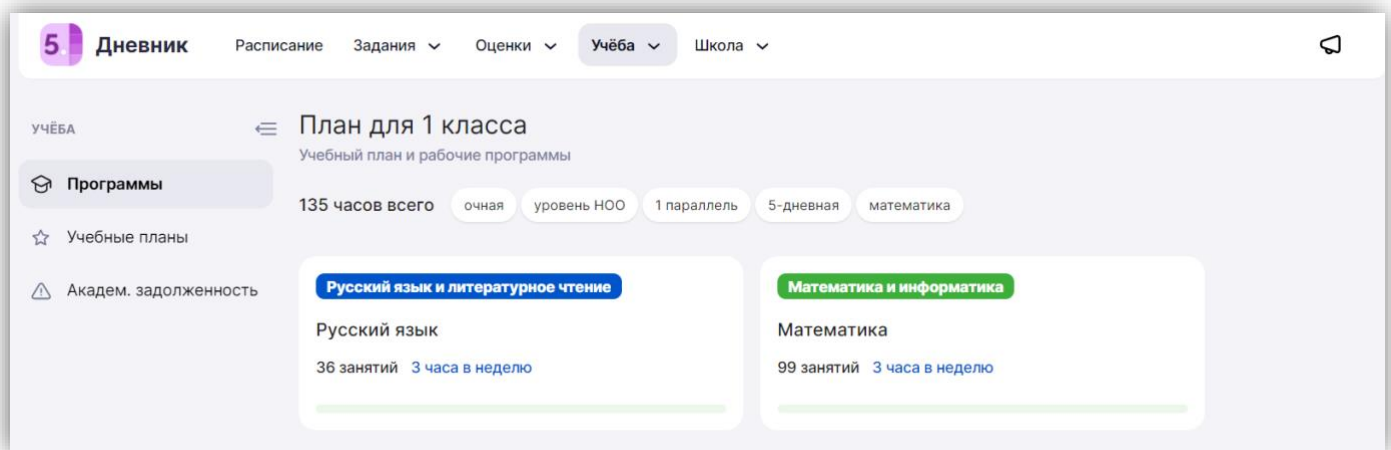 5. Дневник Расписание Задания Оценки Учёба Школа
УЧЁБА
Программы
Учебные планы
Академ. задолженность
План для 1 класса
Учебный план и рабочие программы
135 часов всего очная уровень НОО 1 параллель 5-дневная математика
Русский язык и литературное чтение
Русский язык
36 занятий 3 часа в неделю
Математика и информатика
Математика
99 занятий 3 часа в неделю